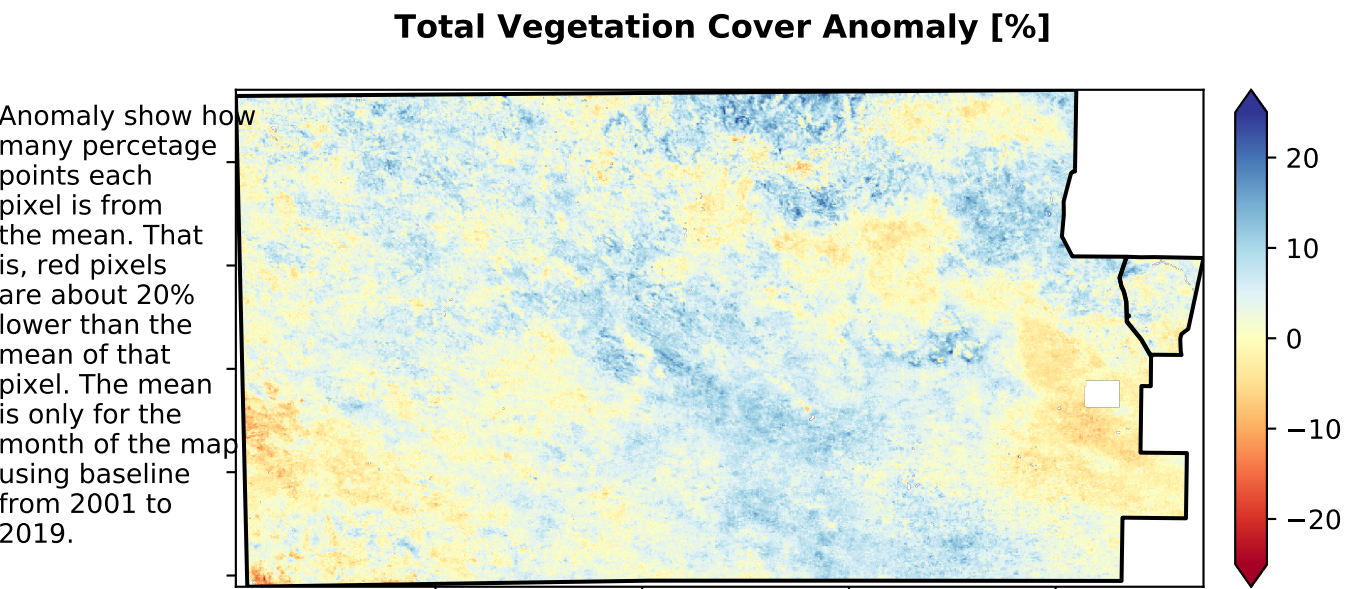 Total Vegetation Cover Anomaly [%]
Anomaly show how
many percetage
points each
pixel is from
the mean. That
is, red pixels
are about 20%
lower than the
mean of that
pixel. The mean
is only for the
month of the map
using baseline
from 2001 to
2019.
20
10
0
−10
−20